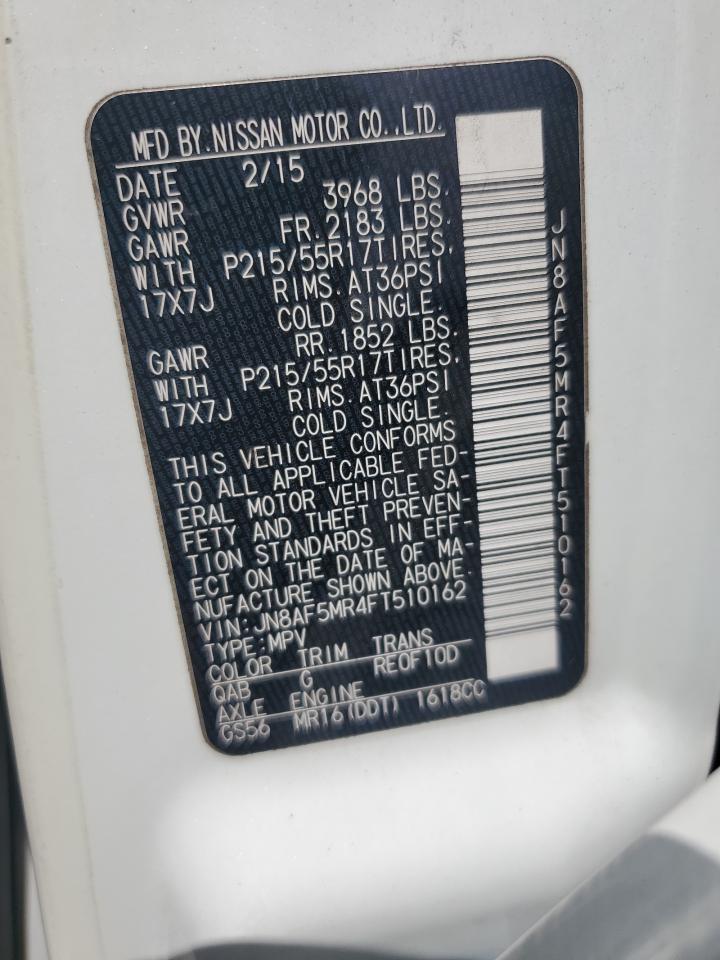 MFD BY.NISSAN MOTOR CO.,LTD.
DATE 2/15
GVWR 3968 LBS.
GAWR FR.2183 LBS.
WITH P215/55R17TIRES.
17X7J RIMS.AT36PSI
COLD SINGLE.
GAWR RR.1852 LBS.
WITH P215/55R17TIRES.
17X7J RIMS.AT36PSI
COLD SINGLE.
THIS VEHICLE CONFORMS
TO ALL APPLICABLE FED-
ERAL MOTOR VEHICLE SA-
FETY AND THEFT PREVEN-
TION STANDARDS IN EFF-
ECT ON THE DATE OF MA-
NUFACTURE SHOWN ABOVE.
VIN:JN8AF5MR4FT510162
TYPE:MPV
COLOR TRIM TRANS
QAB G RE0F10D
AXLE ENGINE
GS56 MR16(DDT) 1618CC
JN8AF5MR4FT510162